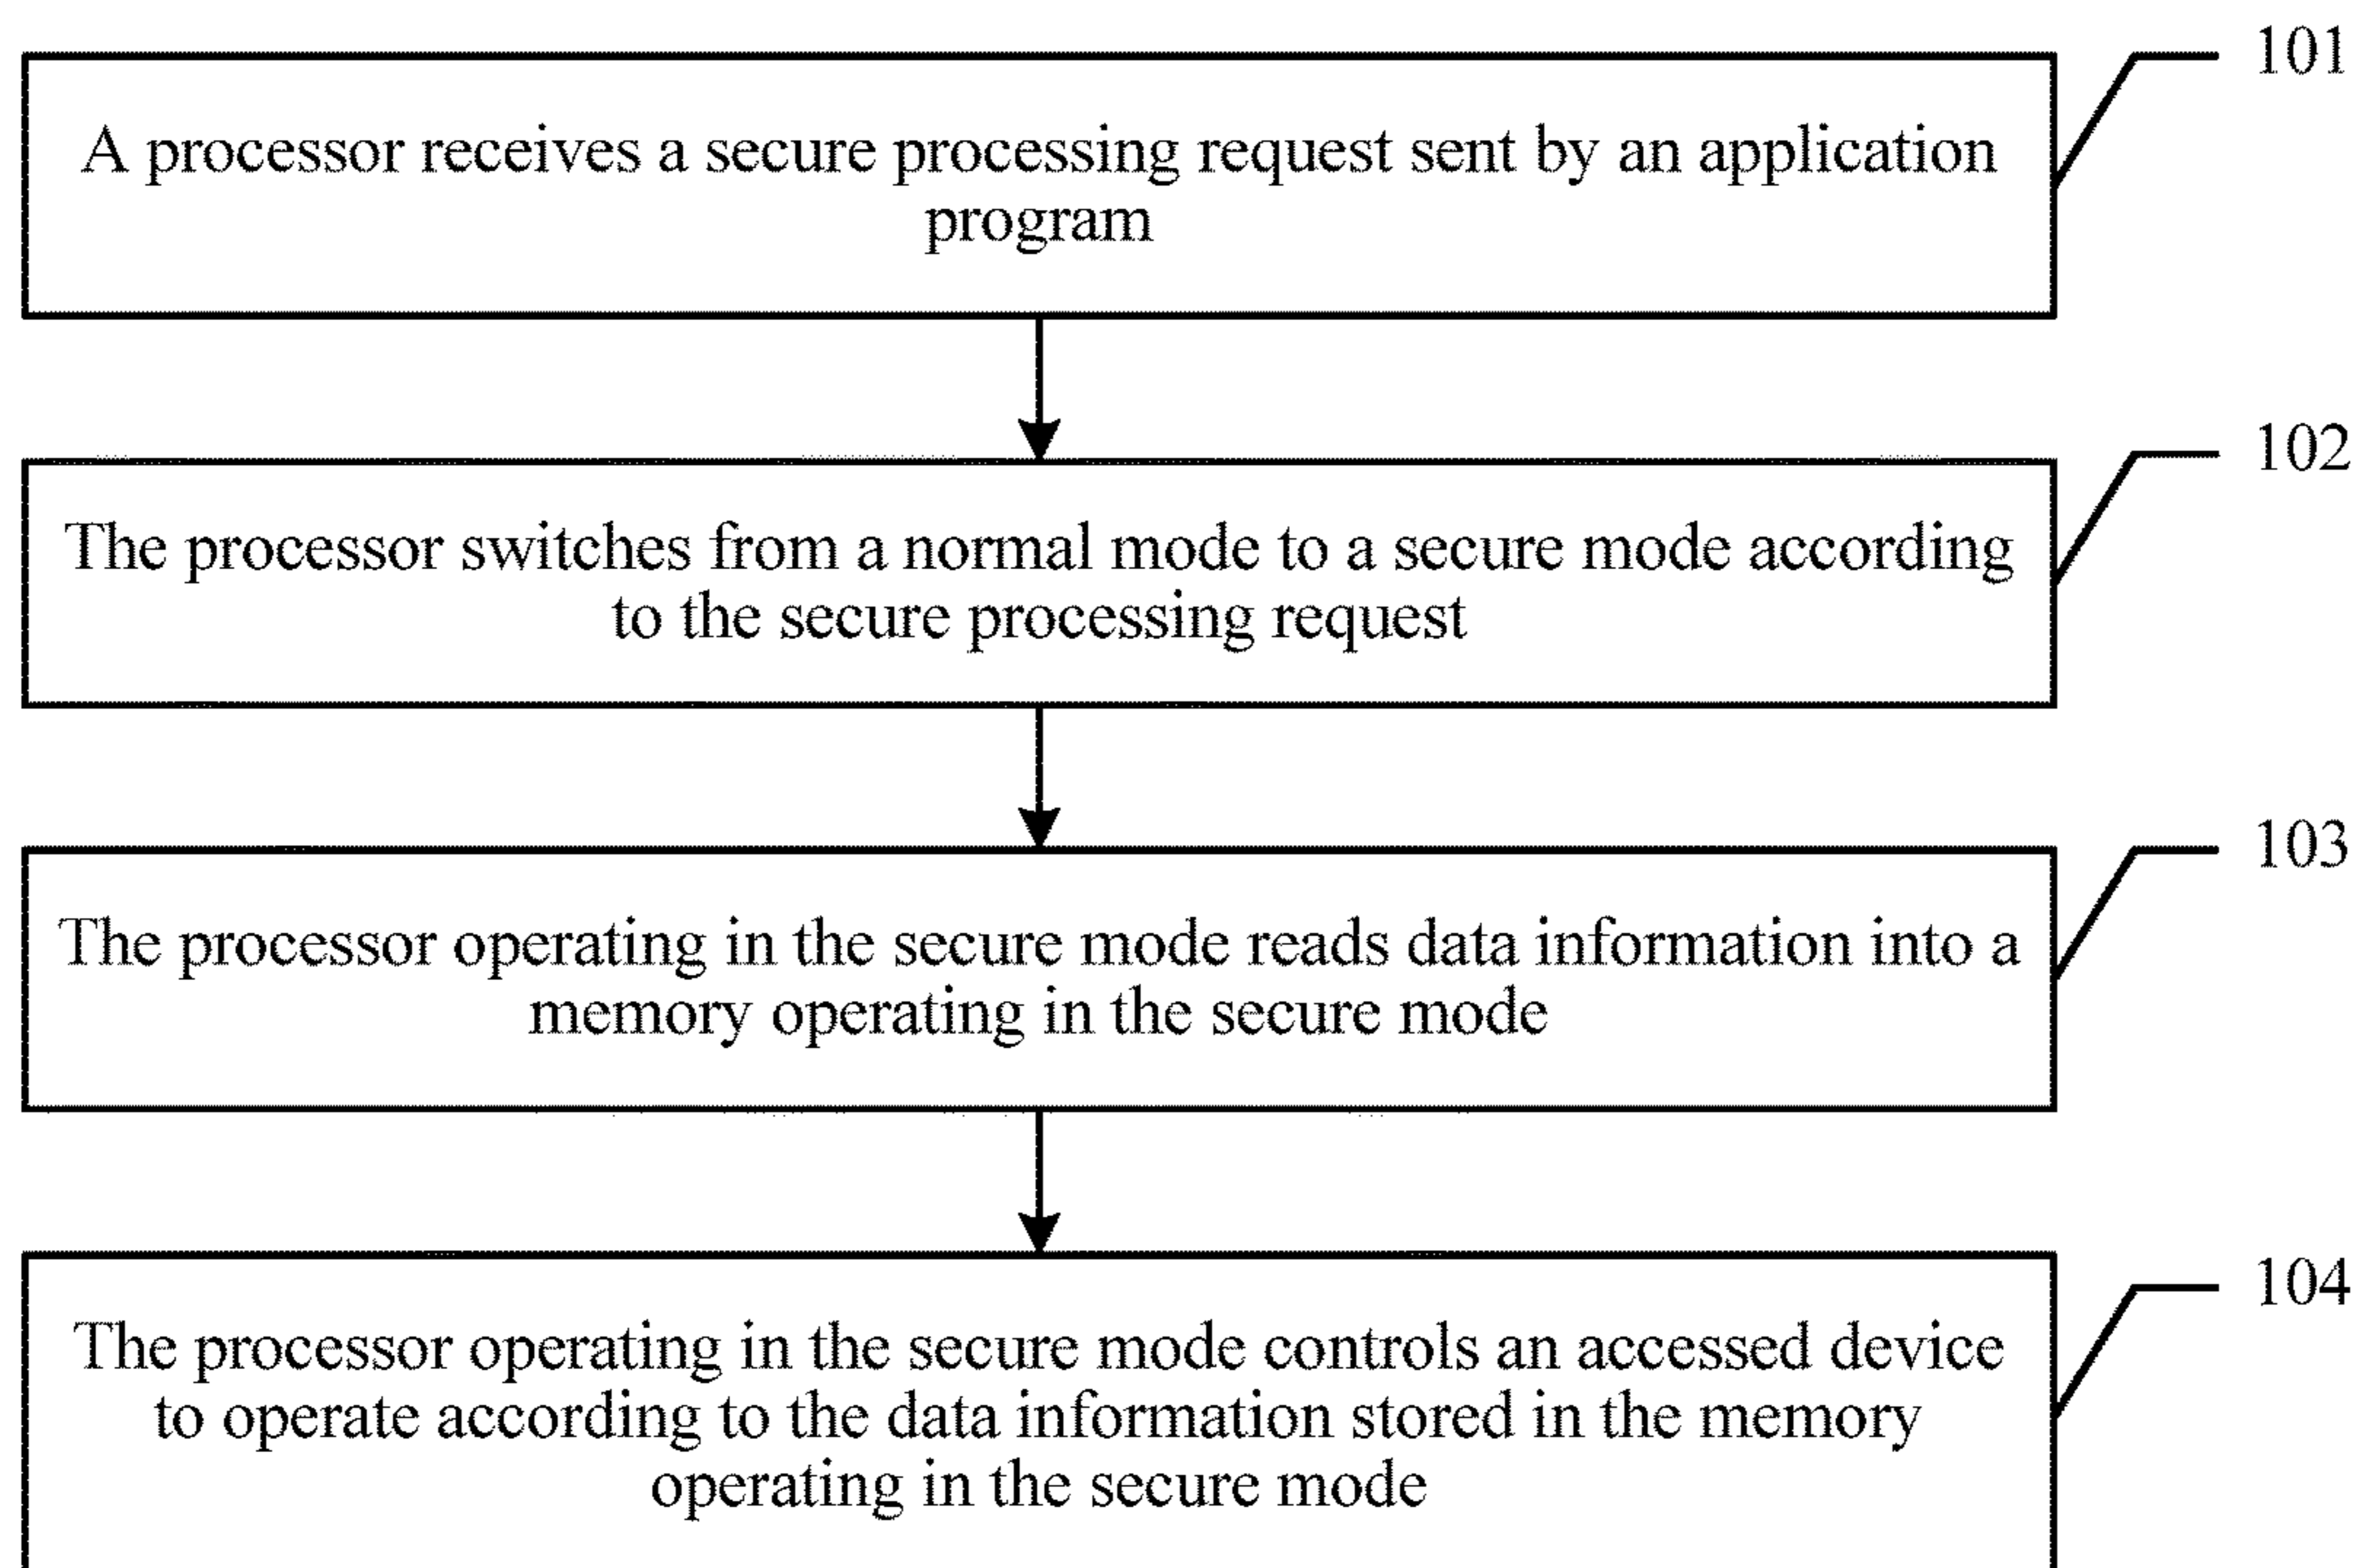 101
A processor receives a secure processing request sent by an application
program
102
The processor switches from a normal mode to a secure mode according
to the secure processing request
103
The processor operating in the secure mode reads data information into a
memory operating in the secure mode
104
The processor operating in the secure mode controls an accessed device
to operate according to the data information stored in the memory
operating in the secure mode